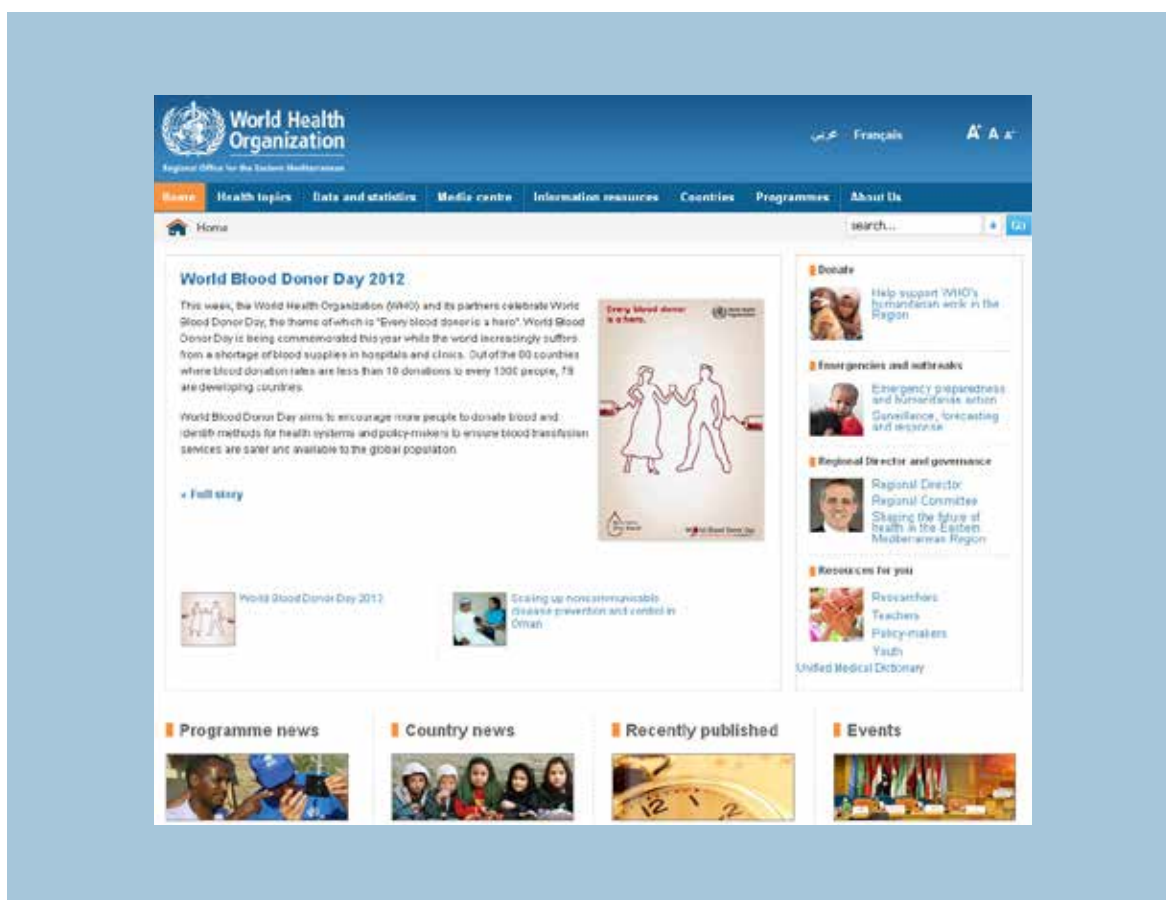 World Health
Organization
Regional Office for the Eastern Mediterranean
عربي Français A+ A A-
Home Health topics Data and statistics Media centre Information resources Countries Programmes About Us
Home
search...
Go
World Blood Donor Day 2012
This week, the World Health Organization (WHO) and its partners celebrate World
Blood Donor Day, the theme of which is "Every blood donor is a hero". World Blood
Donor Day is being commemorated this year while the world increasingly suffers
from a shortage of blood supplies in hospitals and clinics. Out of the 80 countries
where blood donation rates are less than 10 donations to every 1000 people, 79
are developing countries.
World Blood Donor Day aims to encourage more people to donate blood and
identify methods for health systems and policy-makers to ensure blood transfusion
services are safer and available to the global population.
» Full story
Every blood donor
is a hero.
World Health
Organization
World Blood Donor Day
World Blood Donor Day 2012
Scaling up noncommunicable
disease prevention and control in
Oman
Donate
Help support WHO's
humanitarian work in the
Region
Emergencies and outbreaks
Emergency preparedness
and humanitarian action
Surveillance, forecasting
and response
Regional Director and governance
Regional Director
Regional Committee
Shaping the future of
health in the Eastern
Mediterranean Region
Resources for you
Researchers
Teachers
Policy-makers
Youth
Unified Medical Dictionary
Programme news
Country news
Recently published
Events
12
1
2